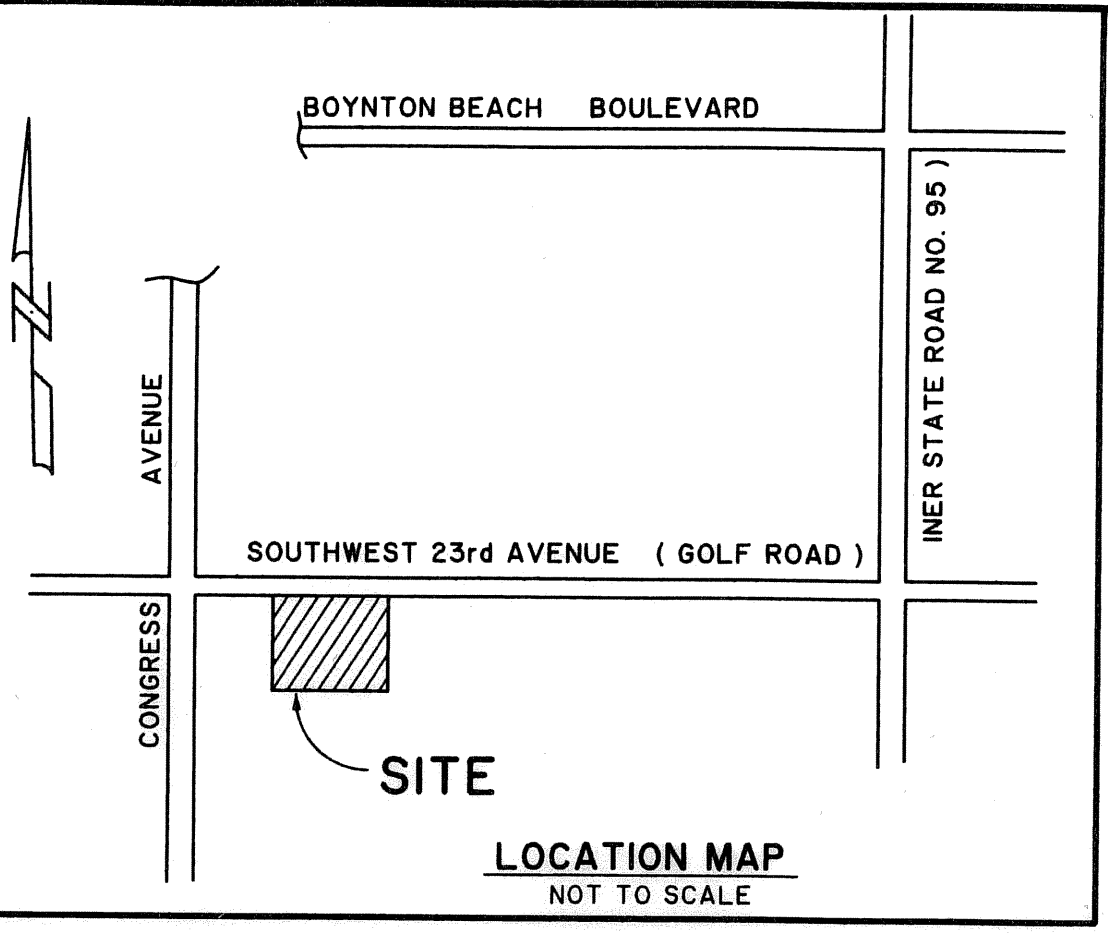 BOYNTON BEACH BOULEVARD
INER STATE ROAD NO. 95 )
N
AVENUE
SOUTHWEST 23rd AVENUE ( GOLF ROAD )
CONGRESS
SITE
LOCATION MAP
NOT TO SCALE